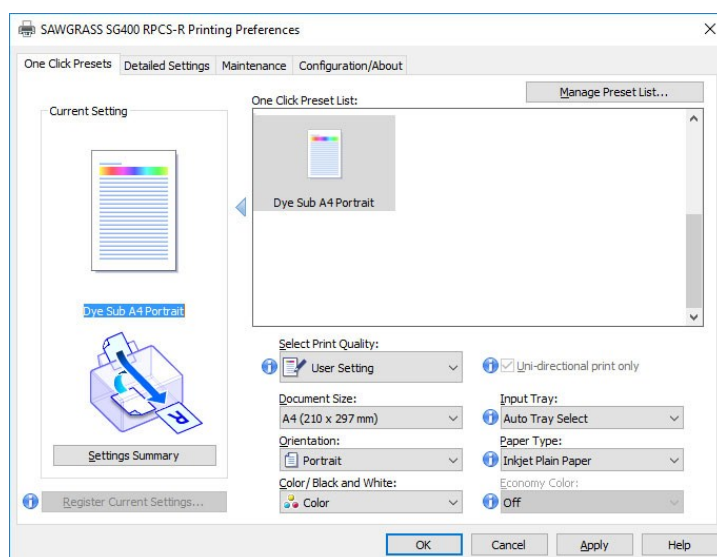 SAWGRASS SG400 RPCS-R Printing Preferences
One Click Presets Detailed Settings Maintenance Configuration/About
Manage Preset List...
Current Setting
One Click Preset List:
Dye Sub A4 Portrait
Dye Sub A4 Portrait
R
Settings Summary
Register Current Settings...
Select Print Quality:
User Setting
Uni-directional print only
Document Size:
Input Tray:
A4 (210 x 297 mm)
Auto Tray Select
Orientation:
Paper Type:
Portrait
Inkjet Plain Paper
Color/ Black and White:
Economy Color:
Color
Off
OK Cancel Apply Help